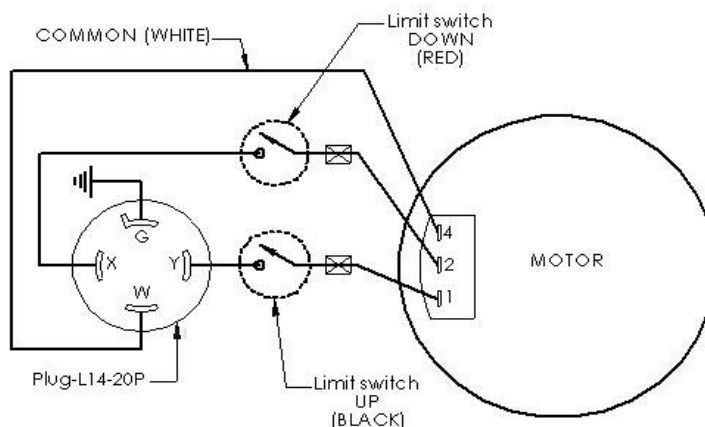 COMMON (WHITE)
Limit switch
DOWN
(RED)
G
X
Y
W
4
2
1
MOTOR
Plug-L14-20P
Limit switch
UP
(BLACK)